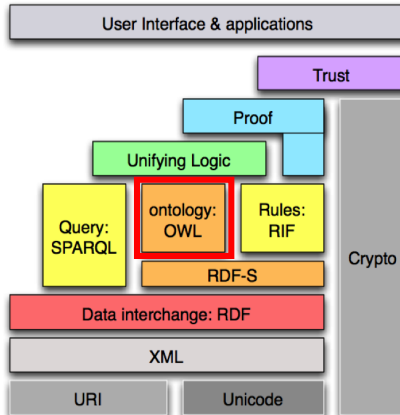 User Interface & applications
Trust
Proof
Unifying Logic
Query:
SPARQL
ontology:
OWL
Rules:
RIF
Crypto
RDF-S
Data interchange: RDF
XML
URI
Unicode